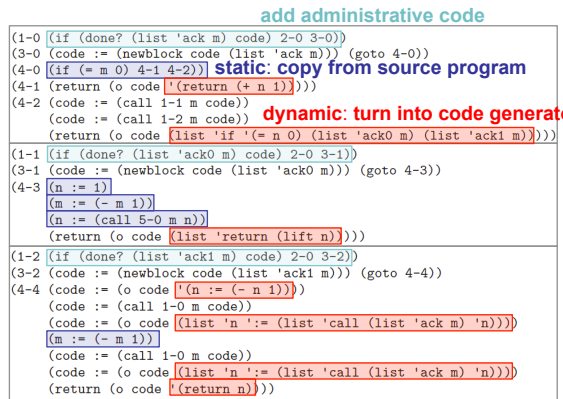 add administrative code
(1-0 (if (done? (list 'ack m) code) 2-0 3-0))
(3-0 (code := (newblock code (list 'ack m))) (goto 4-0))
(4-0 (if (= m 0) 4-1 4-2)) static: copy from source program
(4-1 (return (o code '(return (+ n 1)))))
(4-2 (code := (call 1-1 m code))
(code := (call 1-2 m code)) dynamic: turn into code generate
(return (o code (list 'if '(= n 0) (list 'ack0 m) (list 'ack1 m)))))
(1-1 (if (done? (list 'ack0 m) code) 2-0 3-1))
(3-1 (code := (newblock code (list 'ack0 m))) (goto 4-3))
(4-3 (n := 1)
(m := (- m 1))
(n := (call 5-0 m n))
(return (o code (list 'return (lift n)))))
(1-2 (if (done? (list 'ack1 m) code) 2-0 3-2))
(3-2 (code := (newblock code (list 'ack1 m))) (goto 4-4))
(4-4 (code := (o code '(n := (- n 1))))
(code := (call 1-0 m code))
(code := (o code (list 'n ':= (list 'call (list 'ack m) 'n))))
(m := (- m 1))
(code := (call 1-0 m code))
(code := (o code (list 'n ':= (list 'call (list 'ack m) 'n))))
(return (o code '(return n))))